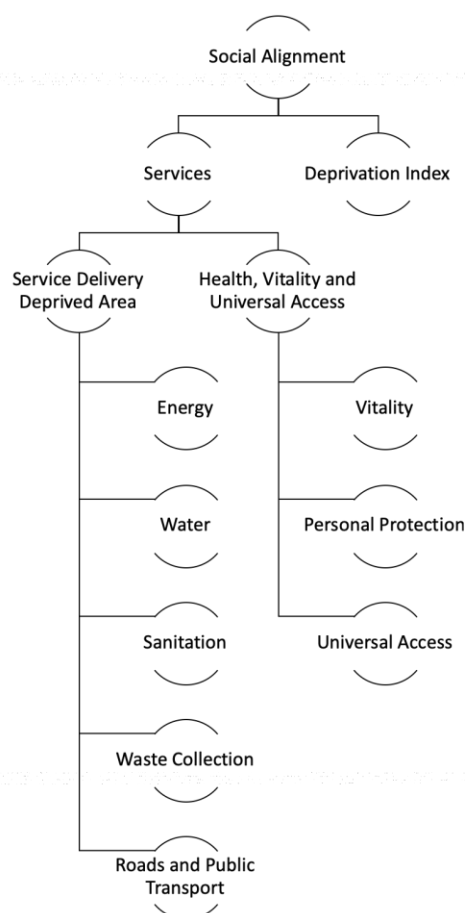 Social Alignment
Services
Deprivation Index
Service Delivery
Deprived Area
Health, Vitality and
Universal Access
Energy
Vitality
Water
Personal Protection
Sanitation
Universal Access
Waste Collection
Roads and Public
Transport